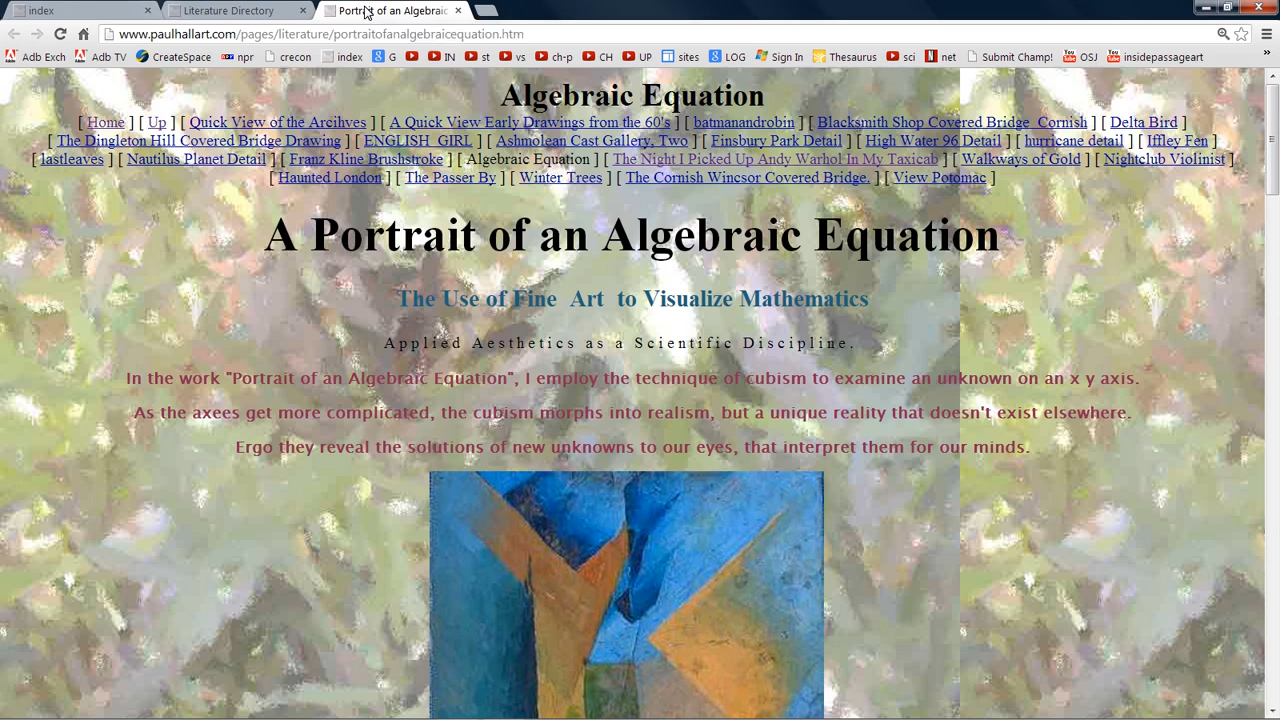 index
Literature Directory
Portrait of an Algebraic
www.paulhallart.com/pages/literature/portraitofanalgebraicequation.htm
Adb Exch Adb TV CreateSpace npr crecon index G IN st vs ch-p CH UP sites LOG Sign In Thesaurus sci net Submit Champ! OSJ insidepassageart »
Algebraic Equation
[ Home ] [ Up ] [ Quick View of the Arcihves ] [ A Quick View Early Drawings from the 60's ] [ batmanandrobin ] [ Blacksmith Shop Covered Bridge Cornish ] [ Delta Bird ]
[ The Dingleton Hill Covered Bridge Drawing ] [ ENGLISH GIRL ] [ Ashmolean Cast Gallery, Two ] [ Finsbury Park Detail ] [ High Water 96 Detail ] [ hurricane detail ] [ Iffley Fen ]
[ lastleaves ] [ Nautilus Planet Detail ] [ Franz Kline Brushstroke ] [ Algebraic Equation ] [ The Night I Picked Up Andy Warhol In My Taxicab ] [ Walkways of Gold ] [ Nightclub Violinist ]
[ Haunted London ] [ The Passer By ] [ Winter Trees ] [ The Cornish Wincsor Covered Bridge. ] [ View Potomac ]
A Portrait of an Algebraic Equation
The Use of Fine Art to Visualize Mathematics
Applied Aesthetics as a Scientific Discipline.
In the work "Portrait of an Algebraic Equation", I employ the technique of cubism to examine an unknown on an x y axis.
As the axees get more complicated, the cubism morphs into realism, but a unique reality that doesn't exist elsewhere.
Ergo they reveal the solutions of new unknowns to our eyes, that interpret them for our minds.